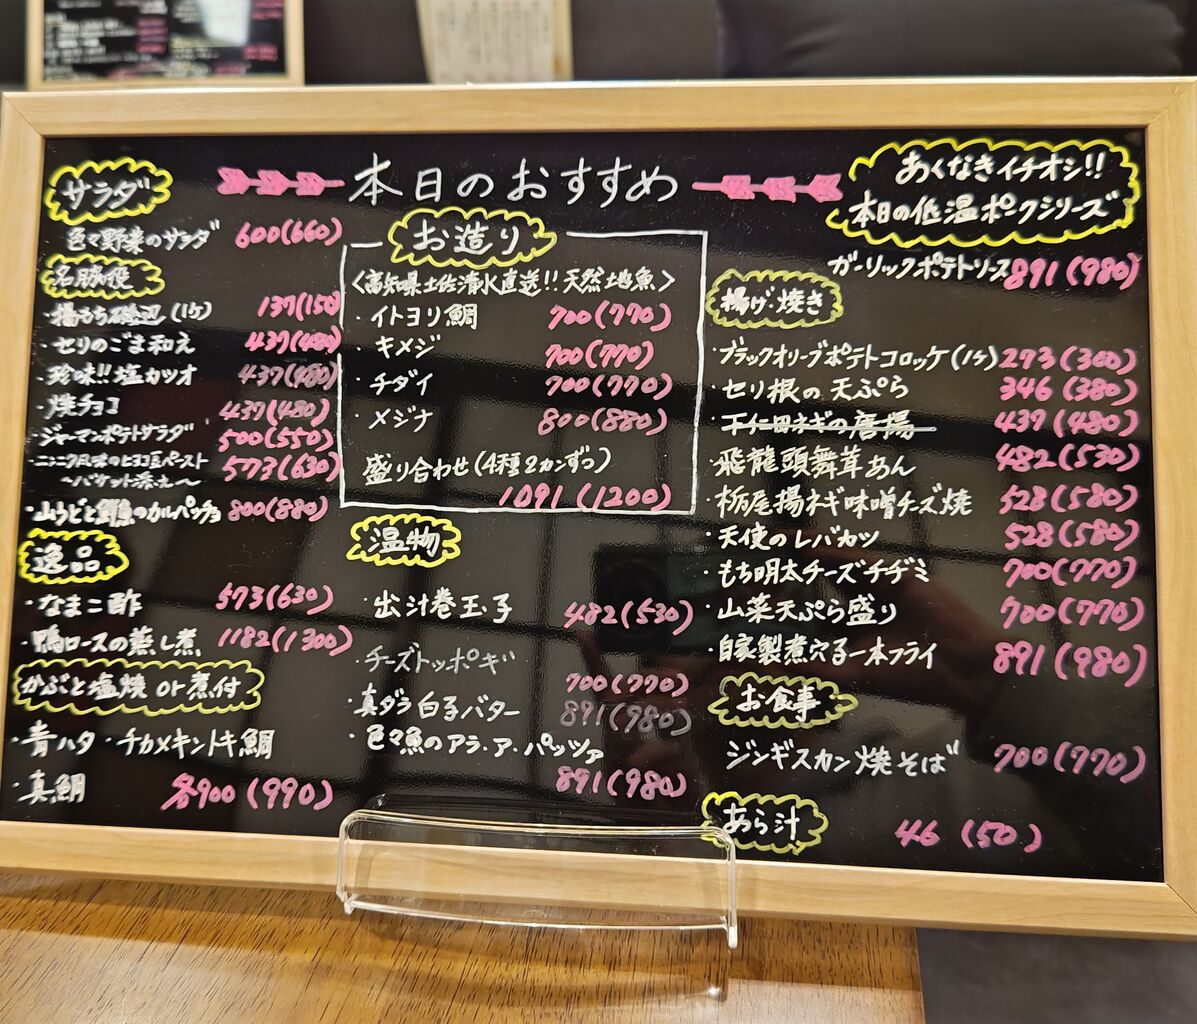 本日のおすすめ
サラダ
色々野菜のサラダ 600(660)
名脇役
・揚もち磯辺(1ケ) 137(150)
・セリのごま和え 437(480)
・珍味!!塩カツオ 437(480)
・焼チョコ 437(480)
・ジャーマンポテトサラダ 500(550)
・ニンニク風味のヒヨコ豆ペースト 573(630)
〜バケット添え〜
・山うどと鮮魚のカルパッチョ 800(880)
逸品
・なまこ酢 573(630)
・鴨ロースの蒸し煮 1182(1300)
かぶと塩焼 or 煮付
・青ハタ ・チカメキントキ鯛
・真鯛 各900(990)
お造り
<高知県土佐清水直送!!天然地魚>
・イトヨリ鯛 700(770)
・キメジ 700(770)
・チダイ 700(770)
・メジナ 800(880)
盛り合わせ(4種2カンずつ)
1091(1200)
温物
・出汁巻玉子 482(530)
・チーズトッポギ 700(770)
・真ダラ白子バター 891(980)
・色々魚のアラ・ア・パッツァ
891(980)
あくなきイチオシ!!
本日の低温ポークシリーズ
ガーリックポテトソース 891(980)
揚げ・焼き
・ブラックオリーブポテトコロッケ(1ケ) 273(300)
・セリ根の天ぷら 346(380)
・下仁田ネギの唐揚 437(480)
・飛龍頭舞茸あん 482(530)
・栃尾揚ネギ味噌チーズ焼 528(580)
・天使のレバカツ 528(580)
・もち明太チーズチヂミ 700(770)
・山菜天ぷら盛り 700(770)
・自家製煮穴る一本フライ 891(980)
お食事
・ジンギスカン焼そば 700(770)
あら汁 46(50)